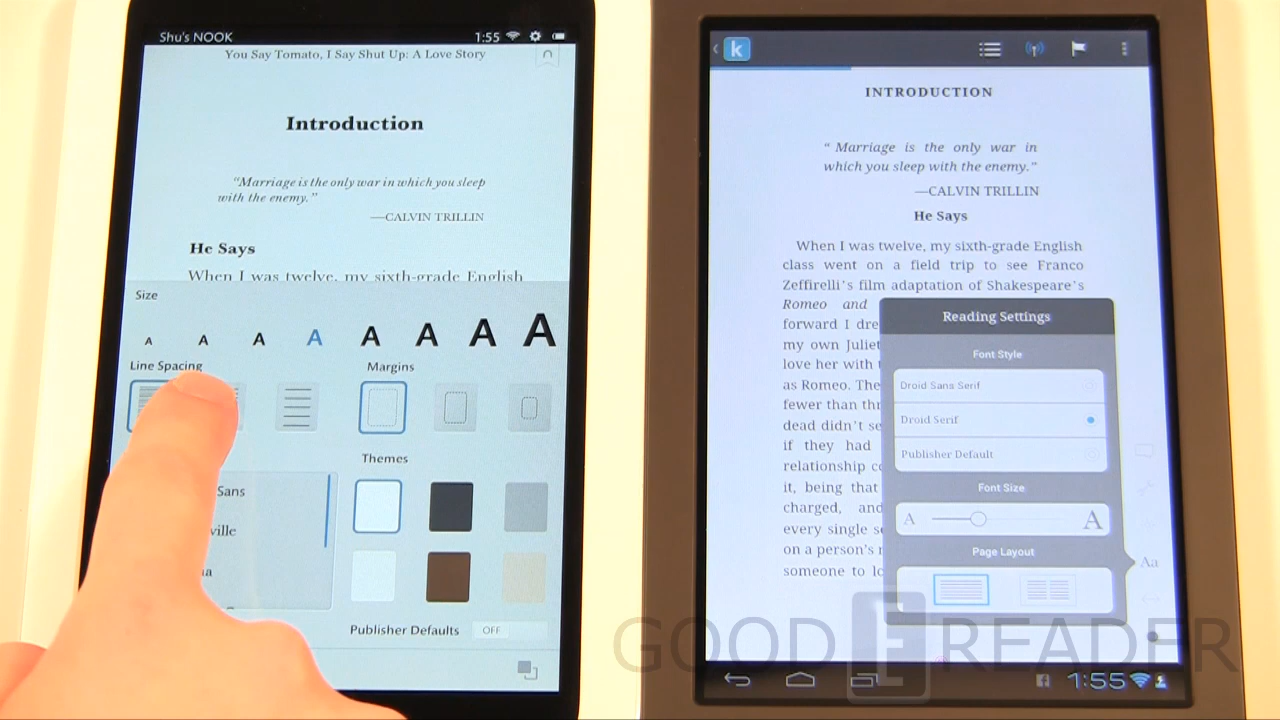 Shu's NOOK 1:55
You Say Tomato, I Say Shut Up: A Love Story
Introduction
“Marriage is the only war in which you sleep
with the enemy.”
—CALVIN TRILLIN
He Says
When I was twelve, my sixth-grade English
Size
A A A A A A A A
Line Spacing
Margins
Themes
Sans
ville
Publisher Defaults OFF
k
INTRODUCTION
“ Marriage is the only war in
which you sleep with the enemy.”
—CALVIN TRILLIN
He Says
When I was twelve, my sixth-grade English
class went on a field trip to see Franco
Zeffirelli's film adaptation of Shakespeare's
Romeo and
forward I dre
my own Juliet
love her with
as Romeo. The
fewer than thr
dead didn't se
if they had
relationship co
it, being that
charged, and
every single se
on a person's r
someone to lo
Reading Settings
Font Style
Droid Sans Serif
Droid Serif
Publisher Default
Font Size
A A
Page Layout
Aa
1:55
GOOD E READER